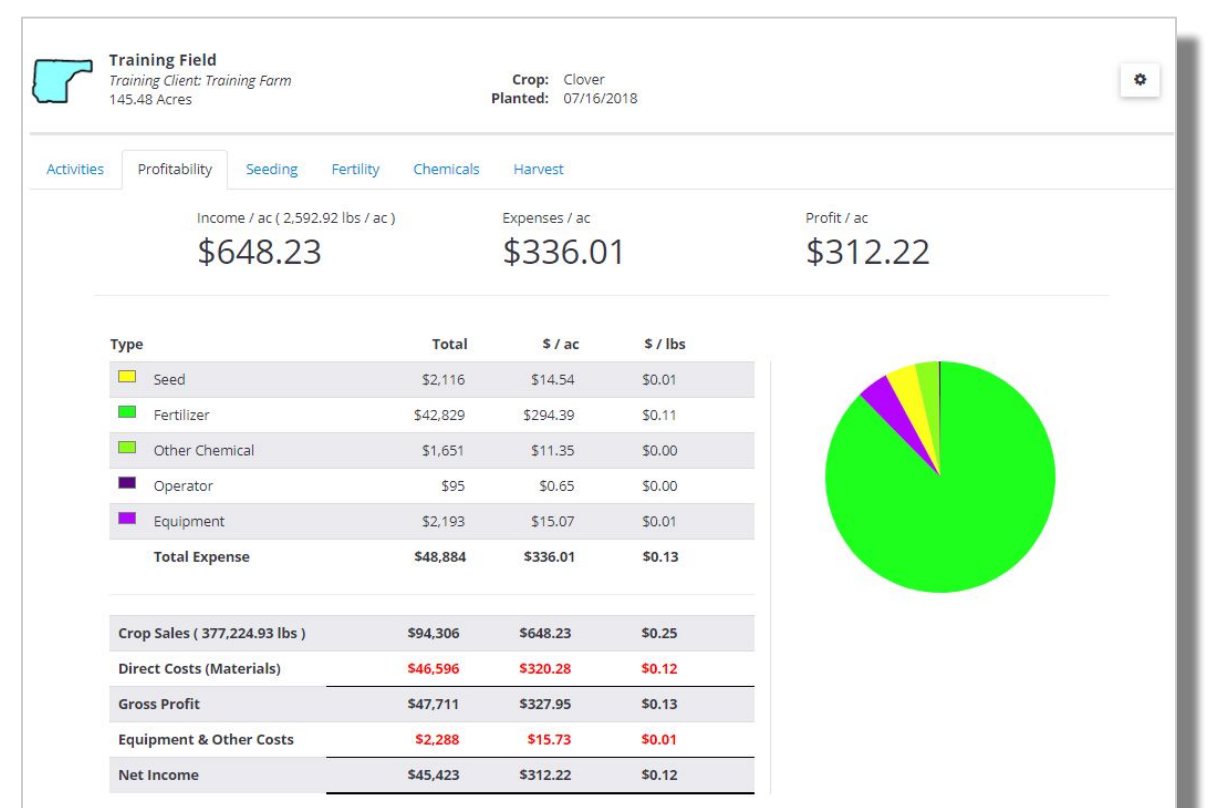 Training Field
Training Client: Training Farm
145.48 Acres
Crop: Clover
Planted: 07/16/2018
Activities Profitability Seeding Fertility Chemicals Harvest
Income / ac ( 2,592.92 lbs / ac ) Expenses / ac Profit / ac
$648.23 $336.01 $312.22
Type Total $ / ac $ / lbs
Seed $2,116 $14.54 $0.01
Fertilizer $42,829 $294.39 $0.11
Other Chemical $1,651 $11.35 $0.00
Operator $95 $0.65 $0.00
Equipment $2,193 $15.07 $0.01
Total Expense $48,884 $336.01 $0.13
Crop Sales ( 377,224.93 lbs ) $94,306 $648.23 $0.25
Direct Costs (Materials) $46,596 $320.28 $0.12
Gross Profit $47,711 $327.95 $0.13
Equipment & Other Costs $2,288 $15.73 $0.01
Net Income $45,423 $312.22 $0.12